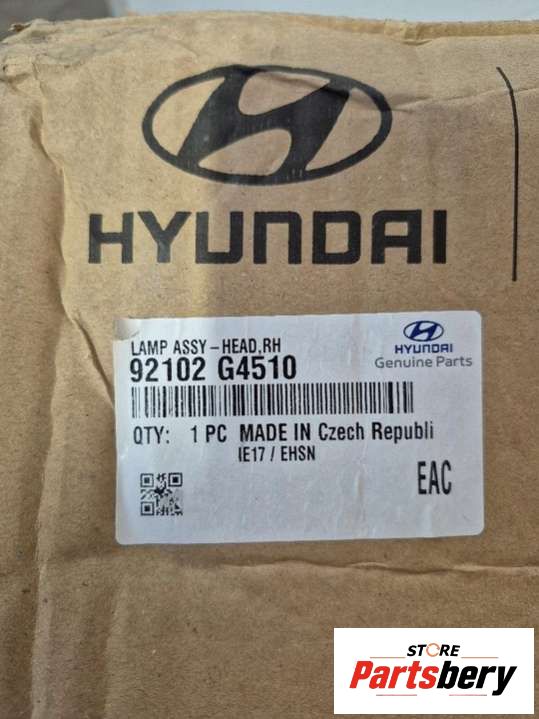 HYUNDAI
LAMP ASSY-HEAD.RH
92102 G4510
HYUNDAI
Genuine Parts
QTY: 1 PC MADE IN Czech Republi
IE17 / EHSN
EAC
STORE
Partsbery